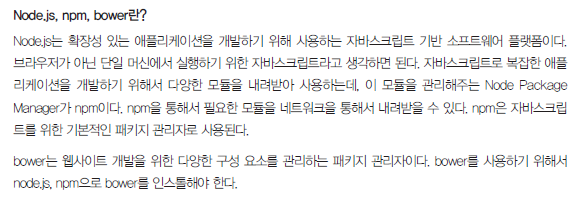 Node.js, npm, bower란?
Node.js는 확장성 있는 애플리케이션을 개발하기 위해 사용하는 자바스크립트 기반 소프트웨어 플랫폼이다.
브라우저가 아닌 단일 머신에서 실행하기 위한 자바스크립트라고 생각하면 된다. 자바스크립트로 복잡한 애플
리케이션을 개발하기 위해서 다양한 모듈을 내려받아 사용하는데, 이 모듈을 관리해주는 Node Package
Manager가 npm이다. npm을 통해서 필요한 모듈을 네트워크를 통해서 내려받을 수 있다. npm은 자바스크립
트를 위한 기본적인 패키지 관리자로 사용된다.
bower는 웹사이트 개발을 위한 다양한 구성 요소를 관리하는 패키지 관리자이다. bower를 사용하기 위해서
node.js, npm으로 bower를 인스톨해야 한다.